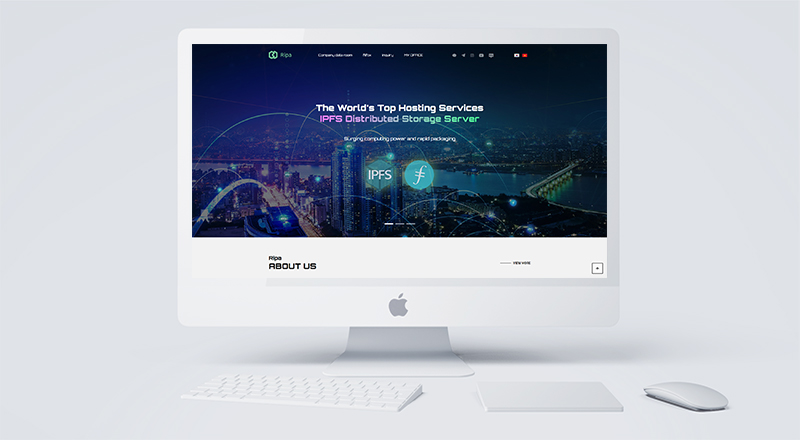 Ripa
Company data room
Inquiry
MY OFFICE
The World's Top Hosting Services
IPFS Distributed Storage Server
Surging computing power and rapid packaging
IPFS
Ripa
ABOUT US
VIEW MORE